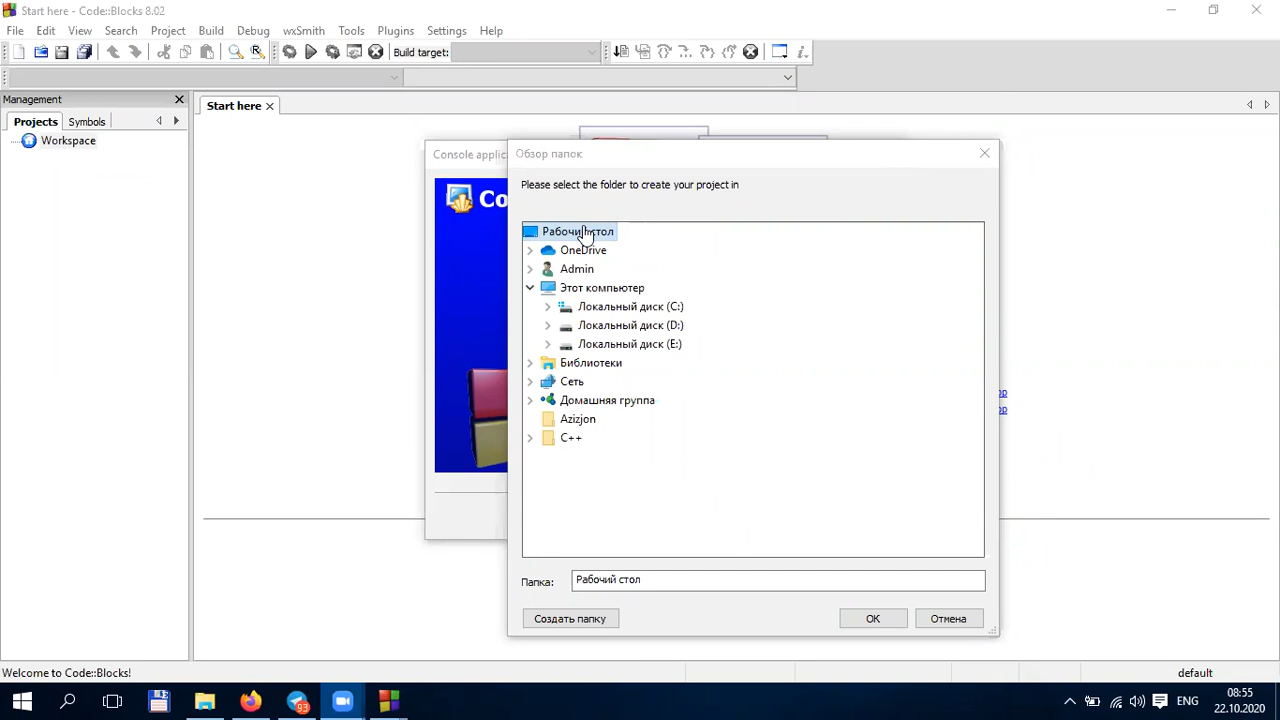 Start here - Code::Blocks 8.02
File Edit View Search Project Build Debug wxSmith Tools Plugins Settings Help
Build target:
Management
Start here
Projects Symbols
Workspace
Console applic
Co
Обзор папок
Please select the folder to create your project in
Рабочий стол
OneDrive
Admin
Этот компьютер
Локальный диск (C:)
Локальный диск (D:)
Локальный диск (E:)
Библиотеки
Сеть
Домашняя группа
Azizjon
C++
Папка: Рабочий стол
Создать папку OK Отмена
Welcome to Code::Blocks!
default
93
ENG
08:55
22.10.2020